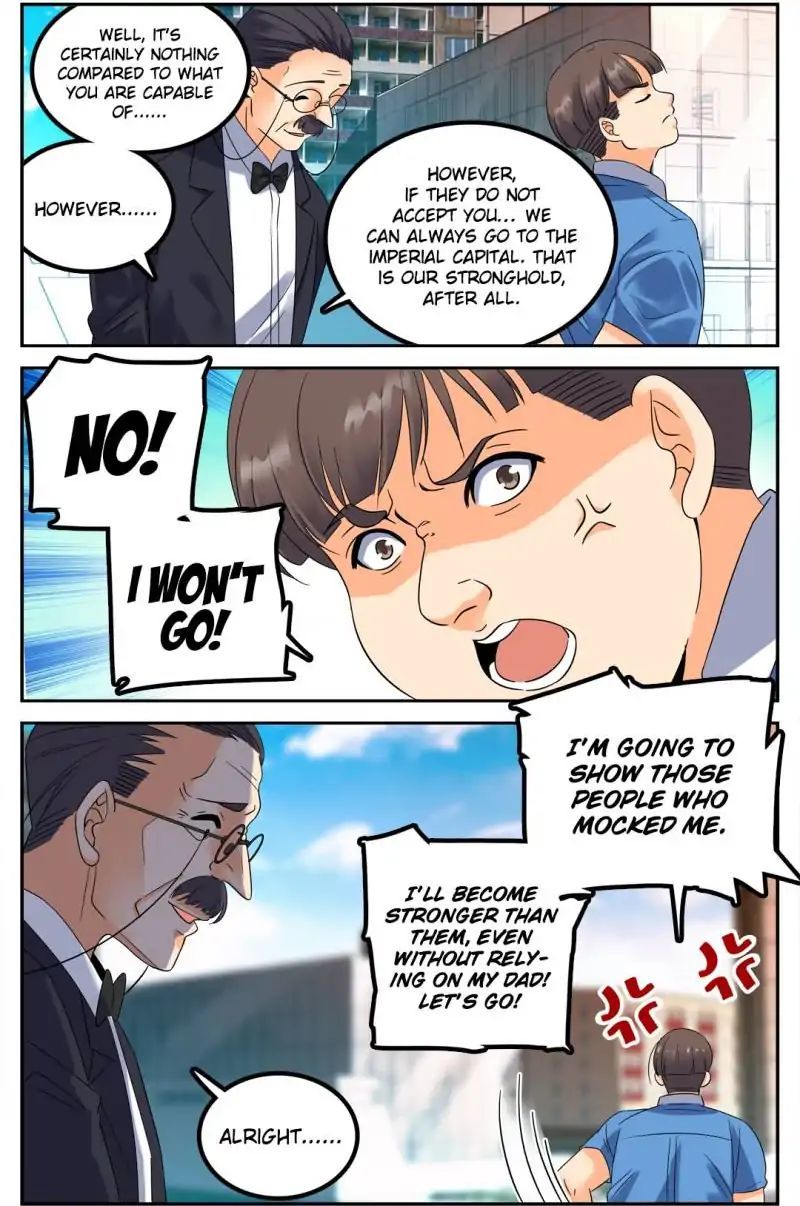 WELL, IT'S
CERTAINLY NOTHING
COMPARED TO WHAT
YOU ARE CAPABLE
OF......
HOWEVER......
HOWEVER,
IF THEY DO NOT
ACCEPT YOU... WE
CAN ALWAYS GO TO THE
IMPERIAL CAPITAL. THAT
IS OUR STRONGHOLD,
AFTER ALL.
NO!
I WON'T
GO!
I'M GOING TO
SHOW THOSE
PEOPLE WHO
MOCKED ME.
I'LL BECOME
STRONGER THAN
THEM, EVEN
WITHOUT RELY-
ING ON MY DAD!
LET'S GO!
ALRIGHT......